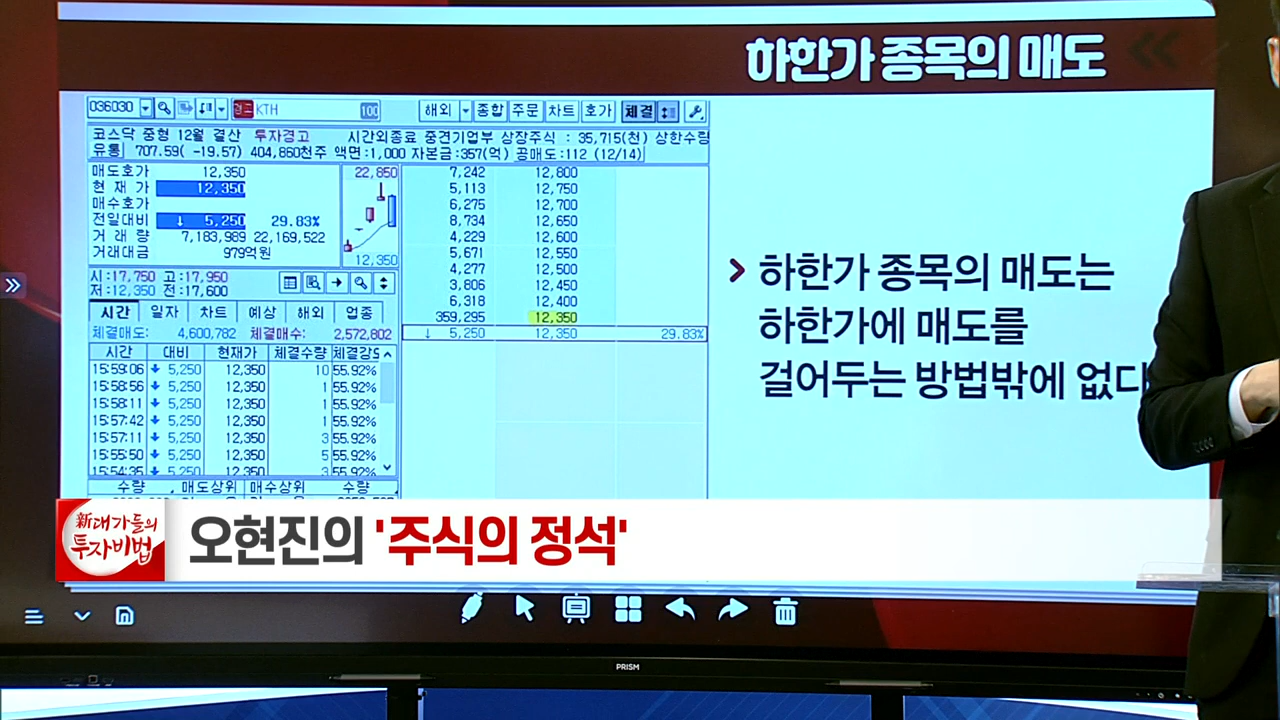 하한가 종목의 매도
036030 경고 KTH 100 해외 종합 주문 차트 호가 체결
코스닥 중형 12월 결산 투자경고 시간외종료 중견기업부 상장주식 : 35,715(천) 상한수량
유통 707.59( -19.57) 404,860천주 액면:1,000 자본금:357(억) 공매도:112 (12/14)
매도호가 12,350
현 재 가 12,350
매수호가
전일대비 ↓ 5,250 29.83%
거 래 량 7,183,989 22,169,522
거래대금 979억원
22,850
12,350
시:17,750 고:17,950
저:12,350 전:17,600
시간 일자 차트 예상 해외 업종
체결매도: 4,600,782 체결매수: 2,572,802
시간 대비 현재가 체결수량 체결강도
15:59:06 5,250 12,350 10 55.92%
15:58:56 5,250 12,350 1 55.92%
15:58:11 5,250 12,350 1 55.92%
15:57:42 5,250 12,350 1 55.92%
15:57:11 5,250 12,350 3 55.92%
15:55:50 5,250 12,350 5 55.92%
15:54:35 5,250 12,350 3 55.92%
수량 매도상위 매수상위 수량
7,242 12,800
5,113 12,750
6,275 12,700
8,734 12,650
4,229 12,600
5,671 12,550
4,277 12,500
3,806 12,450
6,318 12,400
359,295 12,350
↓ 5,250 12,350 29.83%
하한가 종목의 매도는
하한가에 매도를
걸어두는 방법밖에 없다
新대가들의
투자비법
오현진의 '주식의 정석'
PRISM